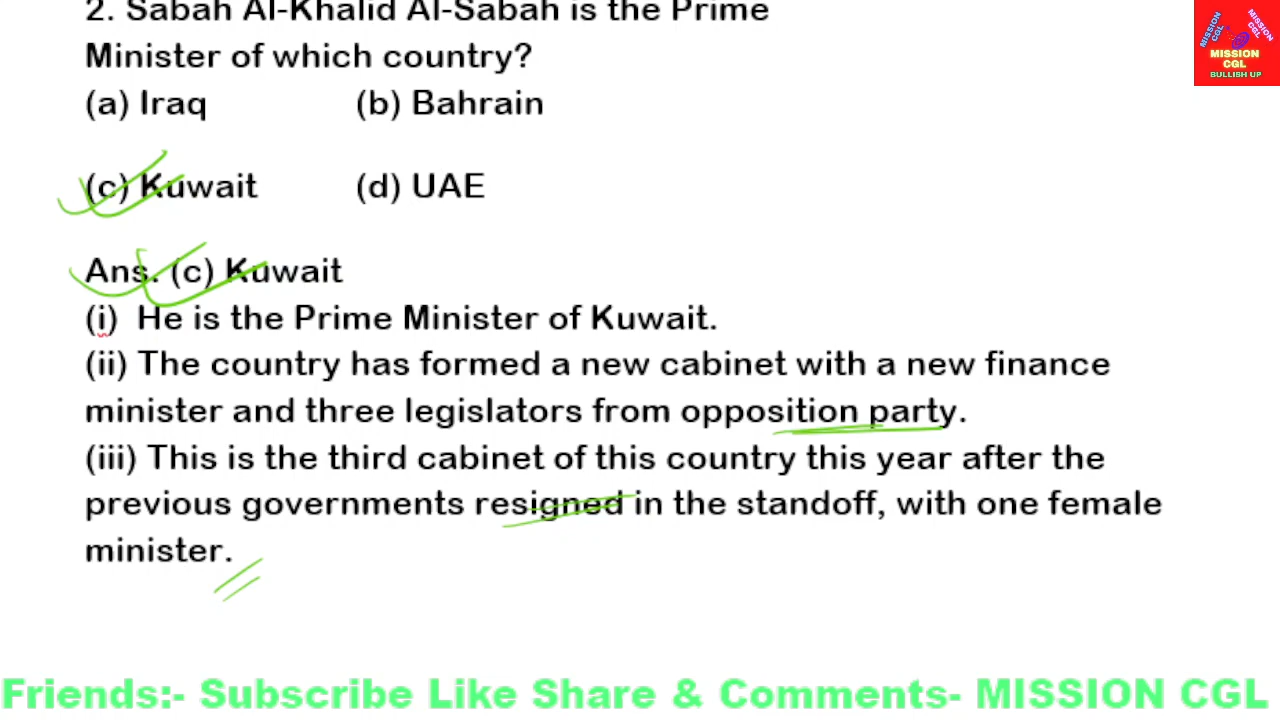 2. Sabah Al-Khalid Al-Sabah is the Prime
Minister of which country?
(a) Iraq (b) Bahrain
(c) Kuwait (d) UAE
Ans. (c) Kuwait
(i) He is the Prime Minister of Kuwait.
(ii) The country has formed a new cabinet with a new finance
minister and three legislators from opposition party.
(iii) This is the third cabinet of this country this year after the
previous governments resigned in the standoff, with one female
minister.
MISSION CGL
MISSION CGL
MISSION
CGL
BULLISH UP
Friends:- Subscribe Like Share & Comments- MISSION CGL